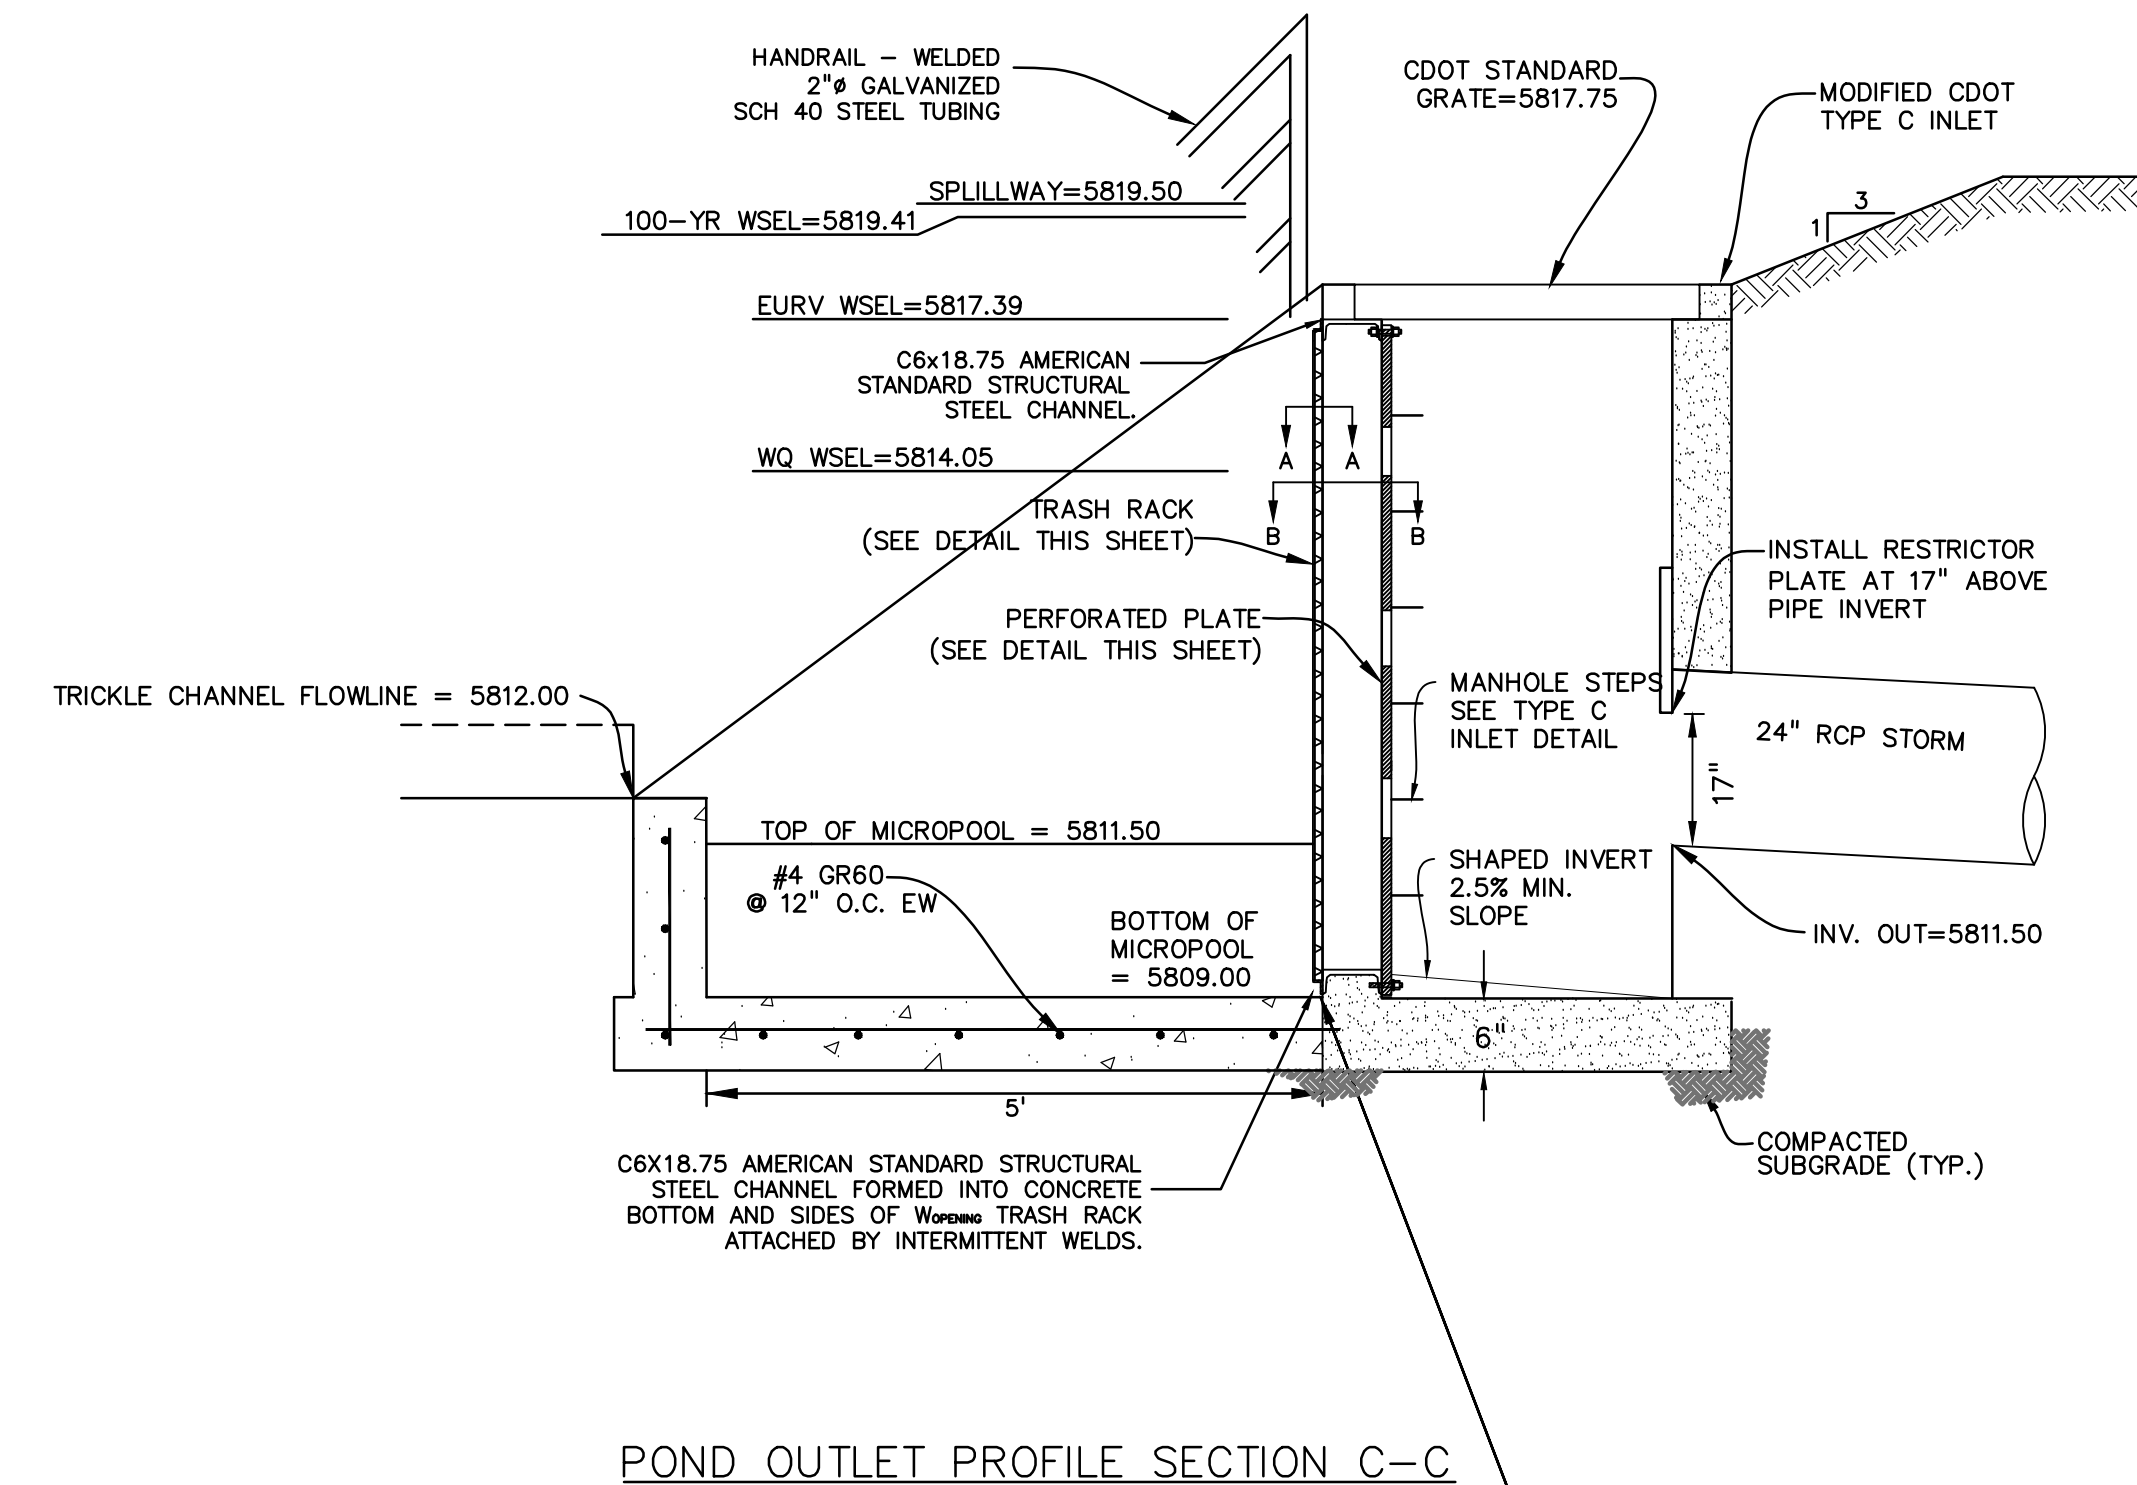 HANDRAIL - WELDED
2"ø GALVANIZED
SCH 40 STEEL TUBING
CDOT STANDARD
GRATE=5817.75
MODIFIED CDOT
TYPE C INLET
SPLILLWAY=5819.50
100-YR WSEL=5819.41
3
1
EURV WSEL=5817.39
C6x18.75 AMERICAN
STANDARD STRUCTURAL
STEEL CHANNEL.
WQ WSEL=5814.05
A A
TRASH RACK
(SEE DETAIL THIS SHEET)
B B
INSTALL RESTRICTOR
PLATE AT 17" ABOVE
PIPE INVERT
PERFORATED PLATE
(SEE DETAIL THIS SHEET)
TRICKLE CHANNEL FLOWLINE = 5812.00
MANHOLE STEPS
SEE TYPE C
INLET DETAIL
24" RCP STORM
17"
TOP OF MICROPOOL = 5811.50
#4 GR60
@ 12" O.C. EW
SHAPED INVERT
2.5% MIN.
SLOPE
BOTTOM OF
MICROPOOL
= 5809.00
INV. OUT=5811.50
6"
5'
COMPACTED
SUBGRADE (TYP.)
C6X18.75 AMERICAN STANDARD STRUCTURAL
STEEL CHANNEL FORMED INTO CONCRETE
BOTTOM AND SIDES OF WOPENING TRASH RACK
ATTACHED BY INTERMITTENT WELDS.
POND OUTLET PROFILE SECTION C-C